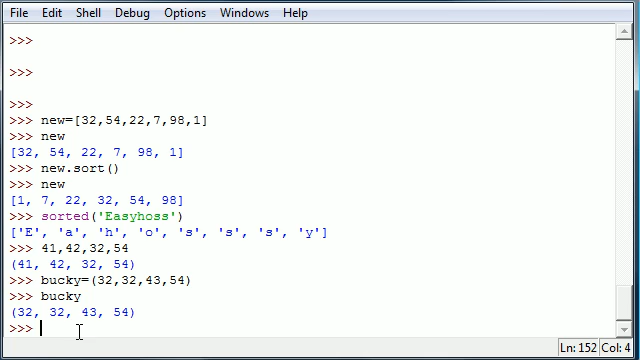 File Edit Shell Debug Options Windows Help
>>>
>>>
>>>
>>> new=[32,54,22,7,98,1]
>>> new
[32, 54, 22, 7, 98, 1]
>>> new.sort()
>>> new
[1, 7, 22, 32, 54, 98]
>>> sorted('Easyhoss')
['E', 'a', 'h', 'o', 's', 's', 's', 'y']
>>> 41,42,32,54
(41, 42, 32, 54)
>>> bucky=(32,32,43,54)
>>> bucky
(32, 32, 43, 54)
>>>
Ln: 152 Col: 4